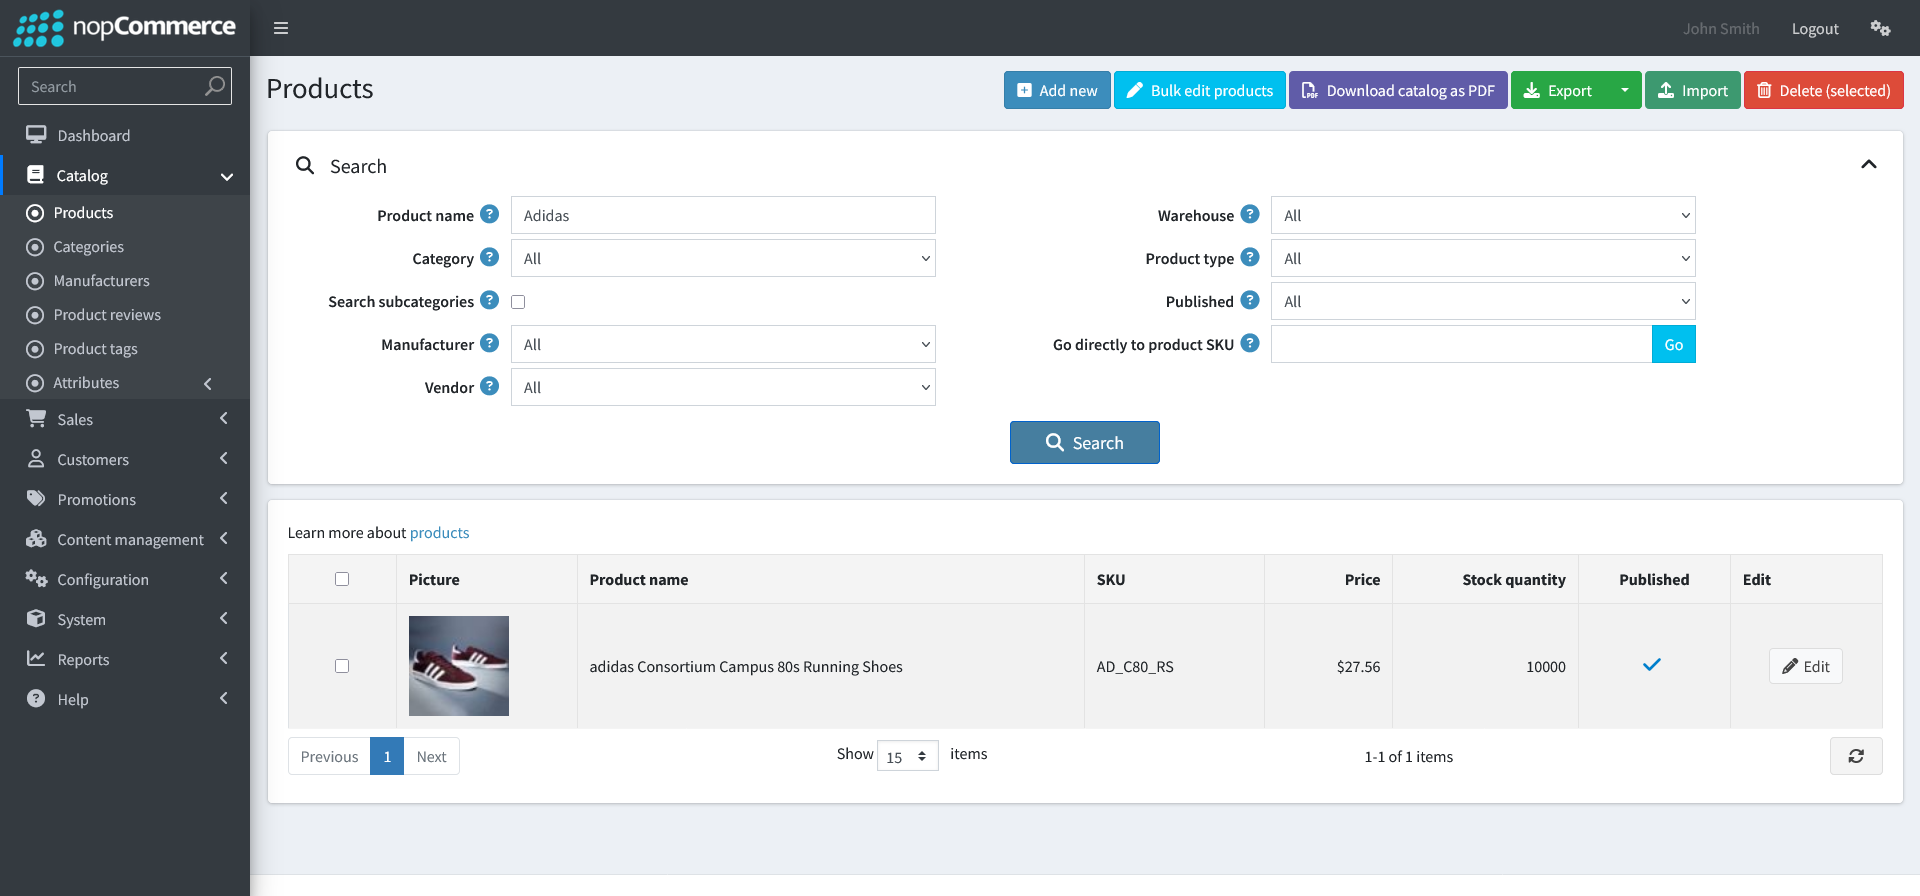 nopCommerce
John Smith
Logout
Search
Dashboard
Catalog
Products
Categories
Manufacturers
Product reviews
Product tags
Attributes
Sales
Customers
Promotions
Content management
Configuration
System
Reports
Help
Products
Add new
Bulk edit products
PDF
Download catalog as PDF
Export
Import
Delete (selected)
Search
Product name ? Adidas
Category ? All
Search subcategories ?
Manufacturer ? All
Vendor ? All
Warehouse ? All
Product type ? All
Published ? All
Go directly to product SKU ? Go
Search
Learn more about products
Picture Product name SKU Price Stock quantity Published Edit
adidas Consortium Campus 80s Running Shoes AD_C80_RS $27.56 10000 Edit
Previous 1 Next Show 15 items 1-1 of 1 items